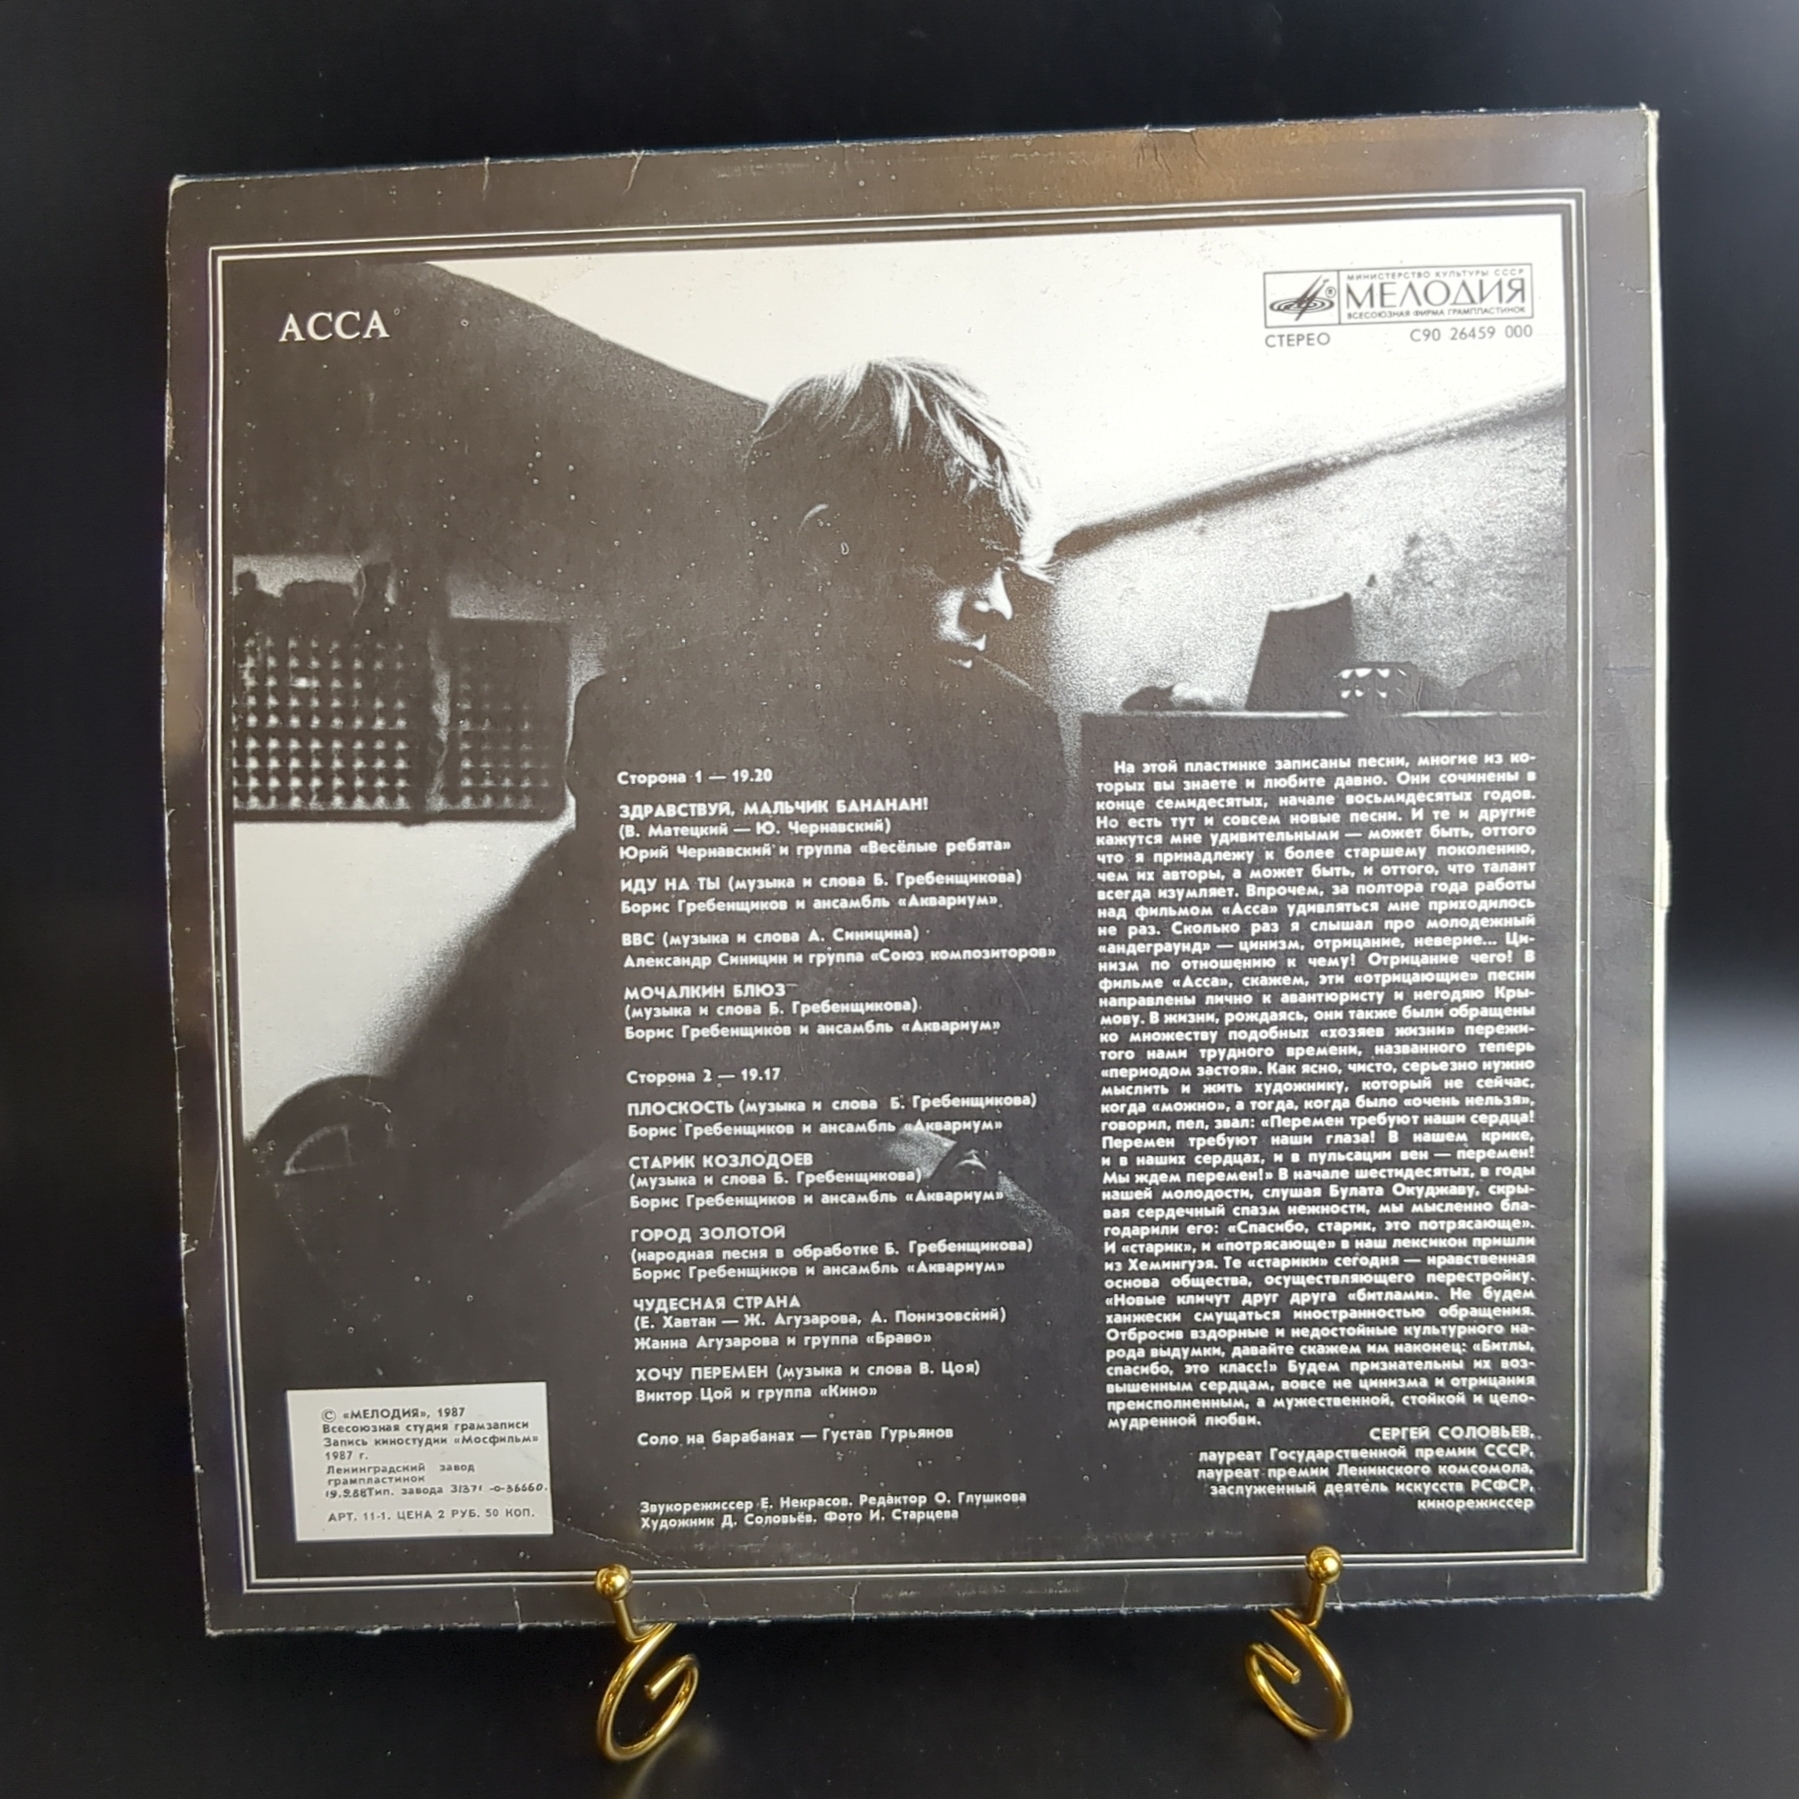 АССА
МИНИСТЕРСТВО КУЛЬТУРЫ СССР
МЕЛОДИЯ
ВСЕСОЮЗНАЯ ФИРМА ГРАМПЛАСТИНОК
СТЕРЕО С90 26459 000
Сторона 1 — 19.20
ЗДРАВСТВУЙ, МАЛЬЧИК БАНАНАН!
(В. Матецкий — Ю. Чернавский)
Юрий Чернавский и группа «Весёлые ребята»
ИДУ НА ТЫ (музыка и слова Б. Гребенщикова)
Борис Гребенщиков и ансамбль «Аквариум»
ВВС (музыка и слова А. Синицина)
Александр Синицин и группа «Союз композиторов»
МОЧАЛКИН БЛЮЗ
(музыка и слова Б. Гребенщикова)
Борис Гребенщиков и ансамбль «Аквариум»
Сторона 2 — 19.17
ПЛОСКОСТЬ (музыка и слова Б. Гребенщикова)
Борис Гребенщиков и ансамбль «Аквариум»
СТАРИК КОЗЛОДОЕВ
(музыка и слова Б. Гребенщикова)
Борис Гребенщиков и ансамбль «Аквариум»
ГОРОД ЗОЛОТОЙ
(народная песня в обработке Б. Гребенщикова)
Борис Гребенщиков и ансамбль «Аквариум»
ЧУДЕСНАЯ СТРАНА
(Е. Хавтан — Ж. Агузарова, А. Понизовский)
Жанна Агузарова и группа «Браво»
ХОЧУ ПЕРЕМЕН (музыка и слова В. Цоя)
Виктор Цой и группа «Кино»
Соло на барабанах — Густав Гурьянов
Звукорежиссер Е. Некрасов. Редактор О. Глушкова
Художник Д. Соловьёв. Фото И. Старцева
На этой пластинке записаны песни, многие из ко-
торых вы знаете и любите давно. Они сочинены в
конце семидесятых, начале восьмидесятых годов.
Но есть тут и совсем новые песни. И те и другие
кажутся мне удивительными — может быть, оттого
что я принадлежу к более старшему поколению,
чем их авторы, а может быть, и оттого, что талант
всегда изумляет. Впрочем, за полтора года работы
над фильмом «Асса» удивляться мне приходилось
не раз. Сколько раз я слышал про молодежный
«андеграунд» — цинизм, отрицание, неверие... Ци-
низм по отношению к чему! Отрицание чего! В
фильме «Асса», скажем, эти «отрицающие» песни
направлены лично к авантюристу и негодяю Кры-
мову. В жизни, рождаясь, они также были обращены
ко множеству подобных «хозяев жизни» пережи-
того нами трудного времени, названного теперь
«периодом застоя». Как ясно, чисто, серьезно нужно
мыслить и жить художнику, который не сейчас,
когда «можно», а тогда, когда было «очень нельзя»,
говорил, пел, звал: «Перемен требуют наши сердца!
Перемен требуют наши глаза! В нашем крике,
и в наших сердцах, и в пульсации вен — перемен!
Мы ждем перемен!» В начале шестидесятых, в годы
нашей молодости, слушая Булата Окуджаву, скры-
вая сердечный спазм нежности, мы мысленно бла-
годарили его: «Спасибо, старик, это потрясающе».
И «старик», и «потрясающе» в наш лексикон пришли
из Хемингуэя. Те «старики» сегодня — нравственная
основа общества, осуществляющего перестройку.
«Новые кличут друг друга «битлами». Не будем
ханжески смущаться иностранностью обращения.
Отбросив вздорные и недостойные культурного на-
рода выдумки, давайте скажем им наконец: «Битлы,
спасибо, это класс!» Будем признательны их воз-
вышенным сердцам, вовсе не цинизма и отрицания
преисполненным, а мужественной, стойкой и цело-
мудренной любви.
СЕРГЕЙ СОЛОВЬЕВ,
лауреат Государственной премии СССР,
лауреат премии Ленинского комсомола,
заслуженный деятель искусств РСФСР,
кинорежиссер
© «МЕЛОДИЯ», 1987
Всесоюзная студия грамзаписи
Запись киностудии «Мосфильм»
1987 г.
Ленинградский завод
грампластинок
19.9.88 Тип. завода 31371 -0-36660.
АРТ. 11-1. ЦЕНА 2 РУБ. 50 КОП.